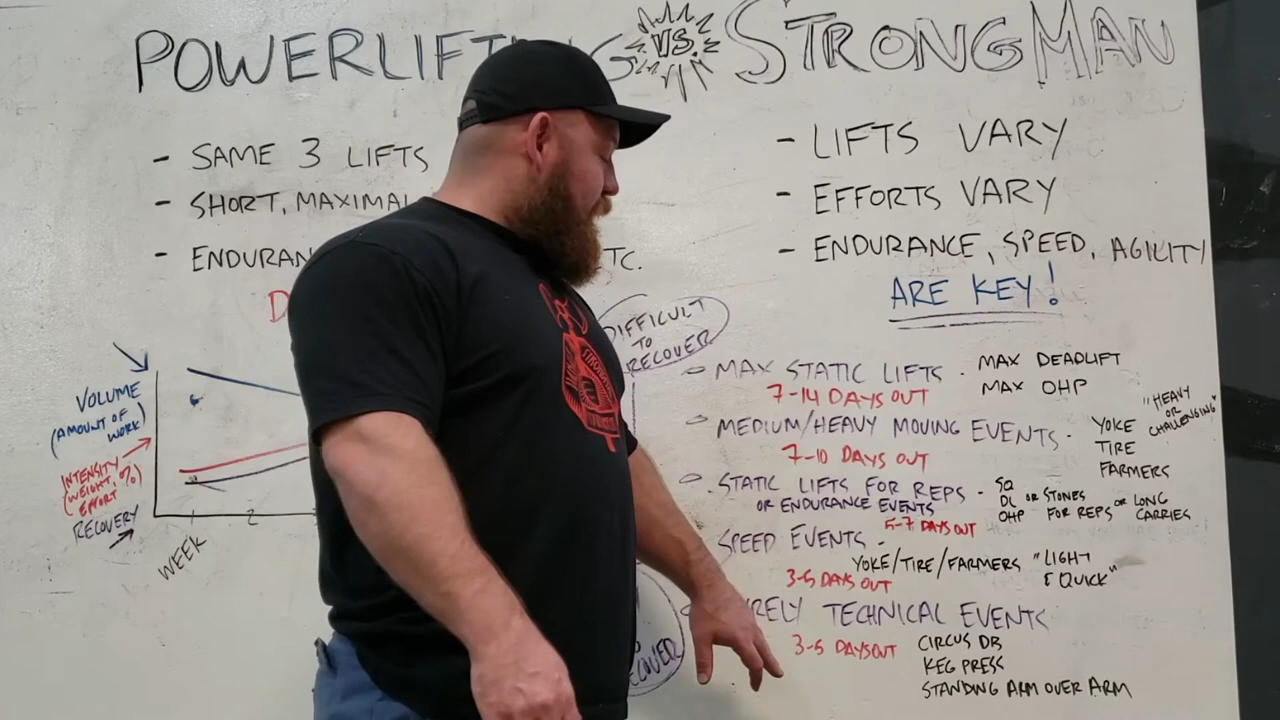 POWERLIFTING VS. STRONGMAN
- SAME 3 LIFTS
- SHORT, MAXIMAL
- ENDURAN TC.
D
VOLUME
(AMOUNT OF
WORK)
INTENSITY
(WEIGHT, %)
EFFORT
RECOVERY
WEEK
1 2
DIFFICULT
TO
RECOVER
- LIFTS VARY
- EFFORTS VARY
- ENDURANCE, SPEED, AGILITY
ARE KEY!
MAX STATIC LIFTS - MAX DEADLIFT
MAX OHP
7-14 DAYS OUT
MEDIUM/HEAVY MOVING EVENTS - YOKE
TIRE
FARMERS
"HEAVY
OR
CHALLENGING"
7-10 DAYS OUT
STATIC LIFTS FOR REPS - SQ
DL
OHP
OR STONES
FOR REPS
OR LONG
CARRIES
OR ENDURANCE EVENTS
5-7 DAYS OUT
SPEED EVENTS -
YOKE/TIRE/FARMERS "LIGHT
& QUICK"
3-5 DAYS OUT
RELY TECHNICAL EVENTS
3-5 DAYS OUT
CIRCUS DB
KEG PRESS
STANDING ARM OVER ARM
COVER